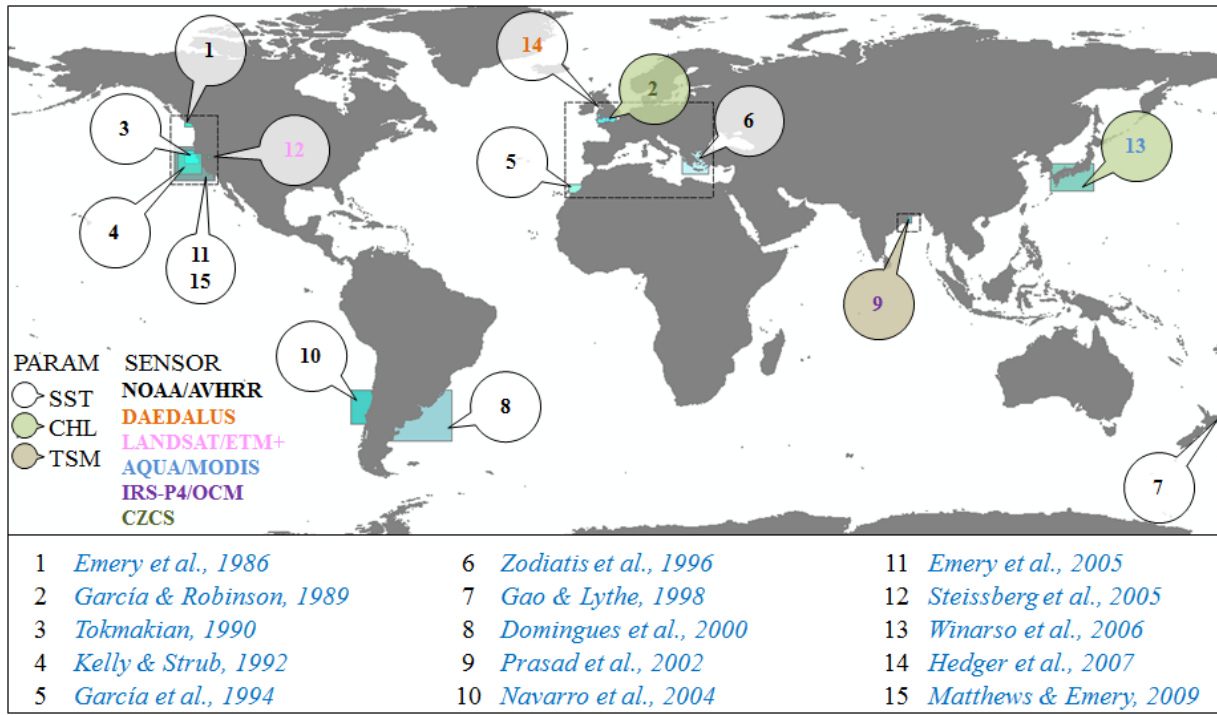 1
14
2
3
6
12
5
13
4
11
15
9
10
8
7
PARAM SENSOR
SST
CHL
TSM
NOAA/AVHRR
DAEDALUS
LANDSAT/ETM+
AQUA/MODIS
IRS-P4/OCM
CZCS
1 Emery et al., 1986
2 García & Robinson, 1989
3 Tokmakian, 1990
4 Kelly & Strub, 1992
5 García et al., 1994
6 Zodiatis et al., 1996
7 Gao & Lythe, 1998
8 Domingues et al., 2000
9 Prasad et al., 2002
10 Navarro et al., 2004
11 Emery et al., 2005
12 Steissberg et al., 2005
13 Winarso et al., 2006
14 Hedger et al., 2007
15 Matthews & Emery, 2009